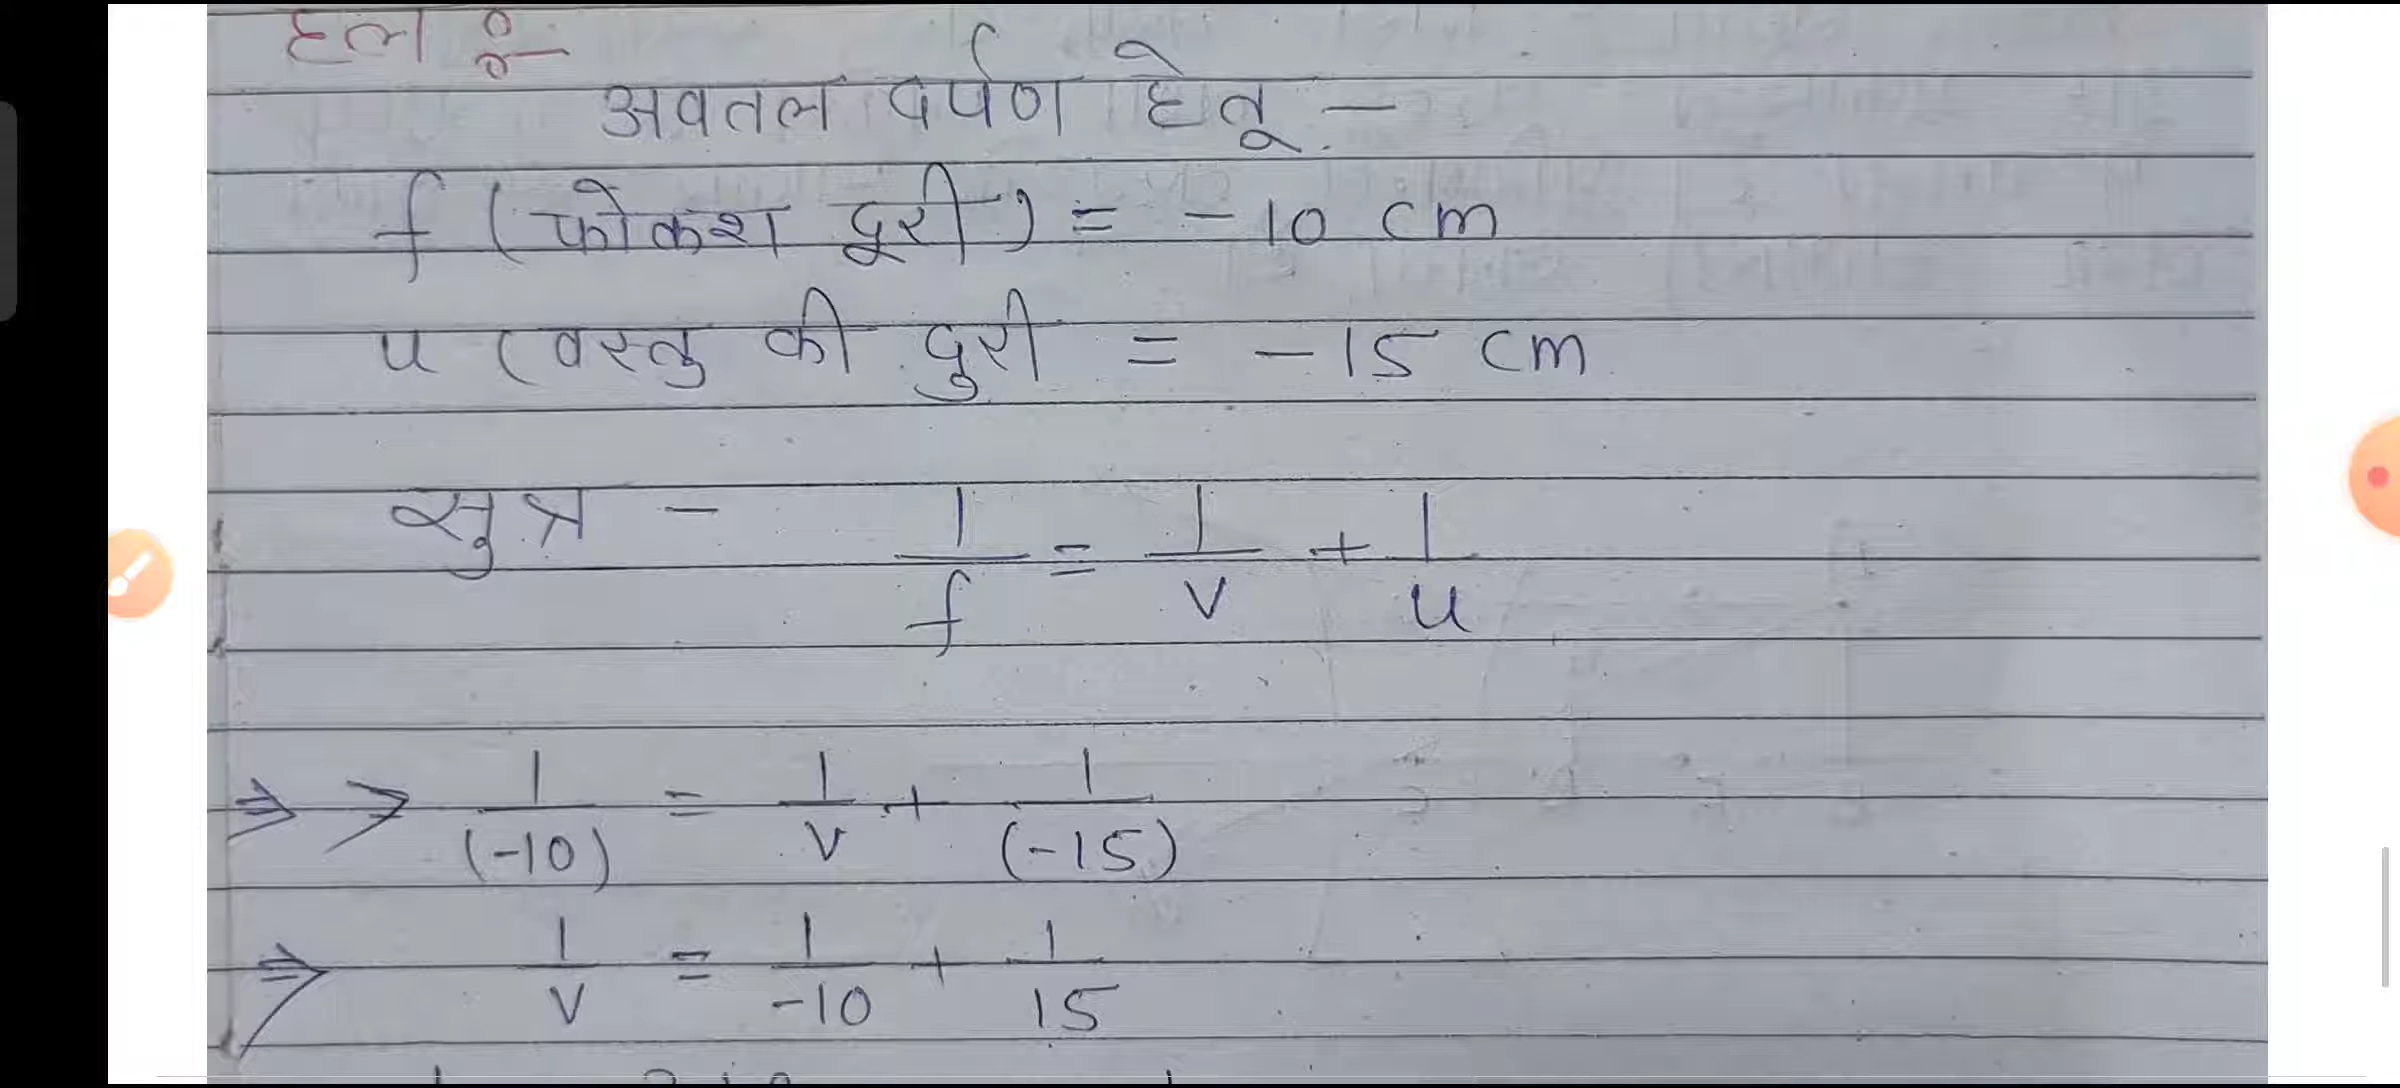 हल :-
अवतल दर्पण हेतू -
f (फोकश दूरी) = -10 cm
u (वस्तु की दुरी = -15 cm
सुत्र - 1/f = 1/v + 1/u
⇒ > 1/(-10) = 1/v + 1/(-15)
⇒ 1/v = 1/-10 + 1/15